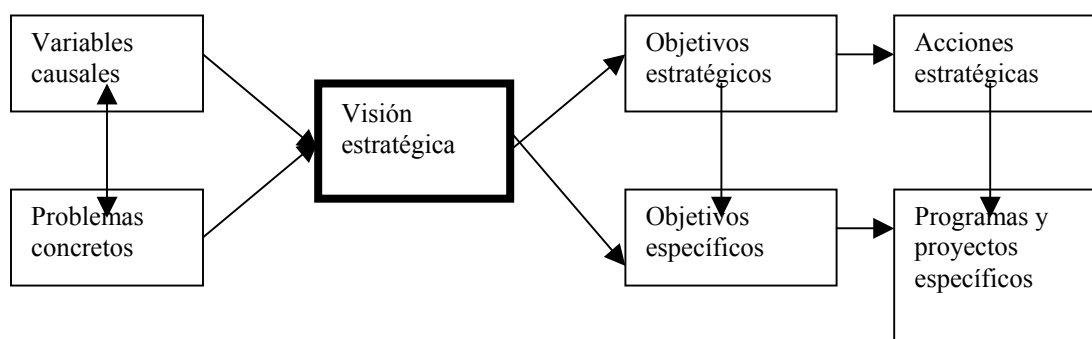 Variables
causales
Problemas
concretos
Visión
estratégica
Objetivos
estratégicos
Objetivos
específicos
Acciones
estratégicas
Programas y
proyectos
específicos